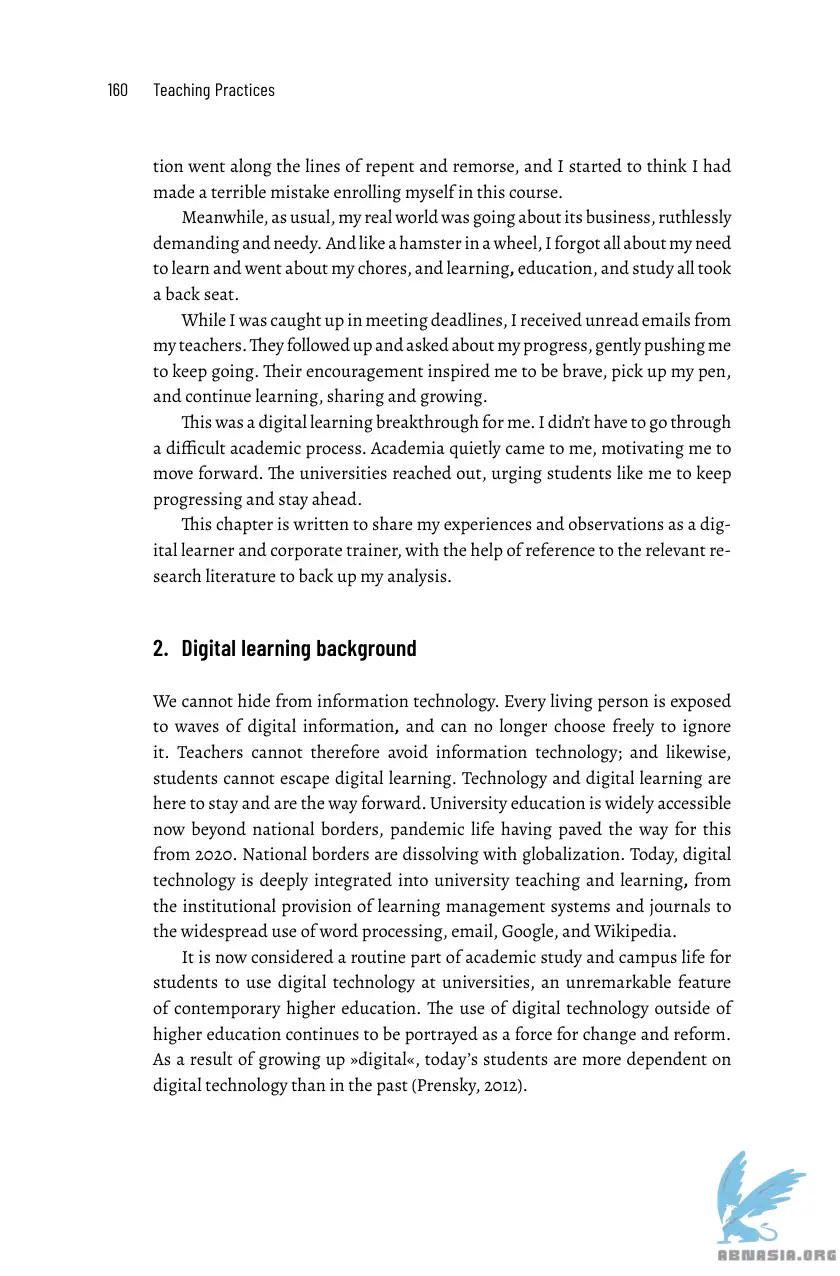 160 Teaching Practices
tion went along the lines of repent and remorse, and I started to think I had
made a terrible mistake enrolling myself in this course.
Meanwhile, as usual, my real world was going about its business, ruthlessly
demanding and needy. And like a hamster in a wheel, I forgot all about my need
to learn and went about my chores, and learning, education, and study all took
a back seat.
While I was caught up in meeting deadlines, I received unread emails from
my teachers. They followed up and asked about my progress, gently pushing me
to keep going. Their encouragement inspired me to be brave, pick up my pen,
and continue learning, sharing and growing.
This was a digital learning breakthrough for me. I didn’t have to go through
a difficult academic process. Academia quietly came to me, motivating me to
move forward. The universities reached out, urging students like me to keep
progressing and stay ahead.
This chapter is written to share my experiences and observations as a dig-
ital learner and corporate trainer, with the help of reference to the relevant re-
search literature to back up my analysis.
2. Digital learning background
We cannot hide from information technology. Every living person is exposed
to waves of digital information, and can no longer choose freely to ignore
it. Teachers cannot therefore avoid information technology; and likewise,
students cannot escape digital learning. Technology and digital learning are
here to stay and are the way forward. University education is widely accessible
now beyond national borders, pandemic life having paved the way for this
from 2020. National borders are dissolving with globalization. Today, digital
technology is deeply integrated into university teaching and learning, from
the institutional provision of learning management systems and journals to
the widespread use of word processing, email, Google, and Wikipedia.
It is now considered a routine part of academic study and campus life for
students to use digital technology at universities, an unremarkable feature
of contemporary higher education. The use of digital technology outside of
higher education continues to be portrayed as a force for change and reform.
As a result of growing up »digital«, today’s students are more dependent on
digital technology than in the past (Prensky, 2012).
ABNASIA.ORG